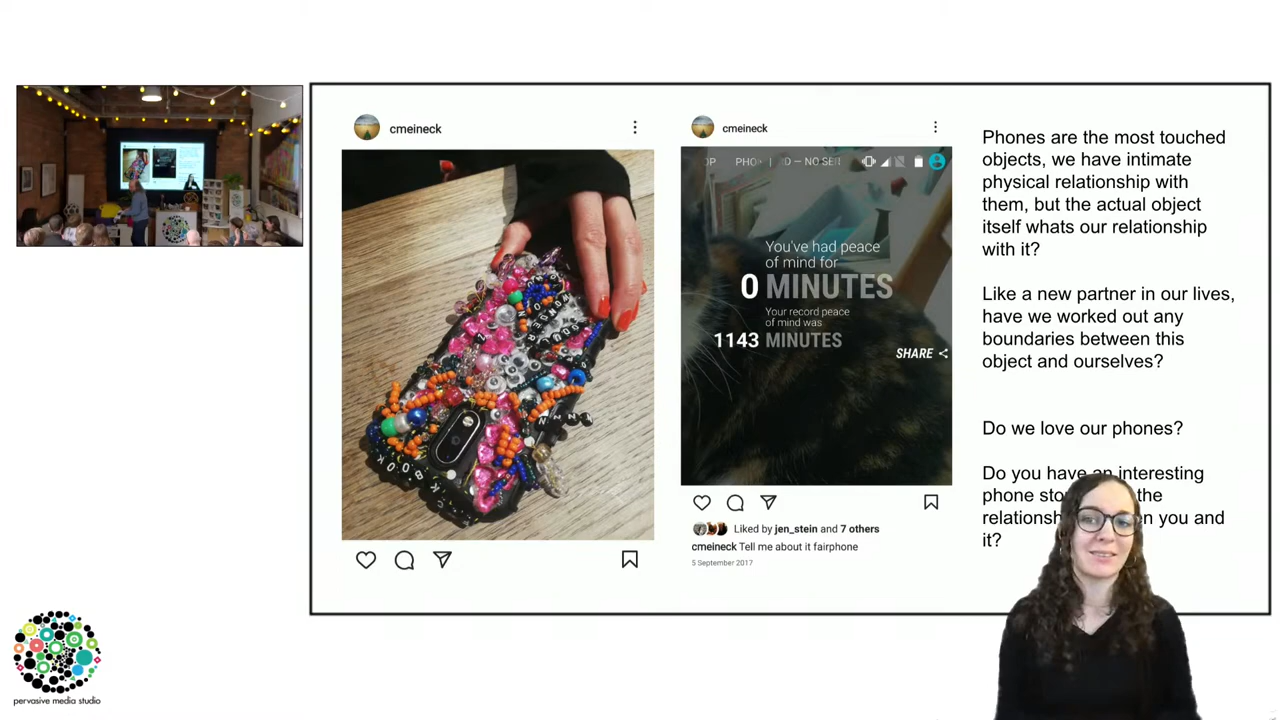 cmeineck
cmeineck
PHO
NO SE
You've had peace
of mind for
0 MINUTES
Your record peace
of mind was
1143 MINUTES
SHARE
Liked by jen_stein and 7 others
cmeineck Tell me about it fairphone
5 September 2017
Phones are the most touched
objects, we have intimate
physical relationship with
them, but the actual object
itself whats our relationship
with it?
Like a new partner in our lives,
have we worked out any
boundaries between this
object and ourselves?
Do we love our phones?
Do you have an interesting
phone the
you and
it?
pervasive media studio